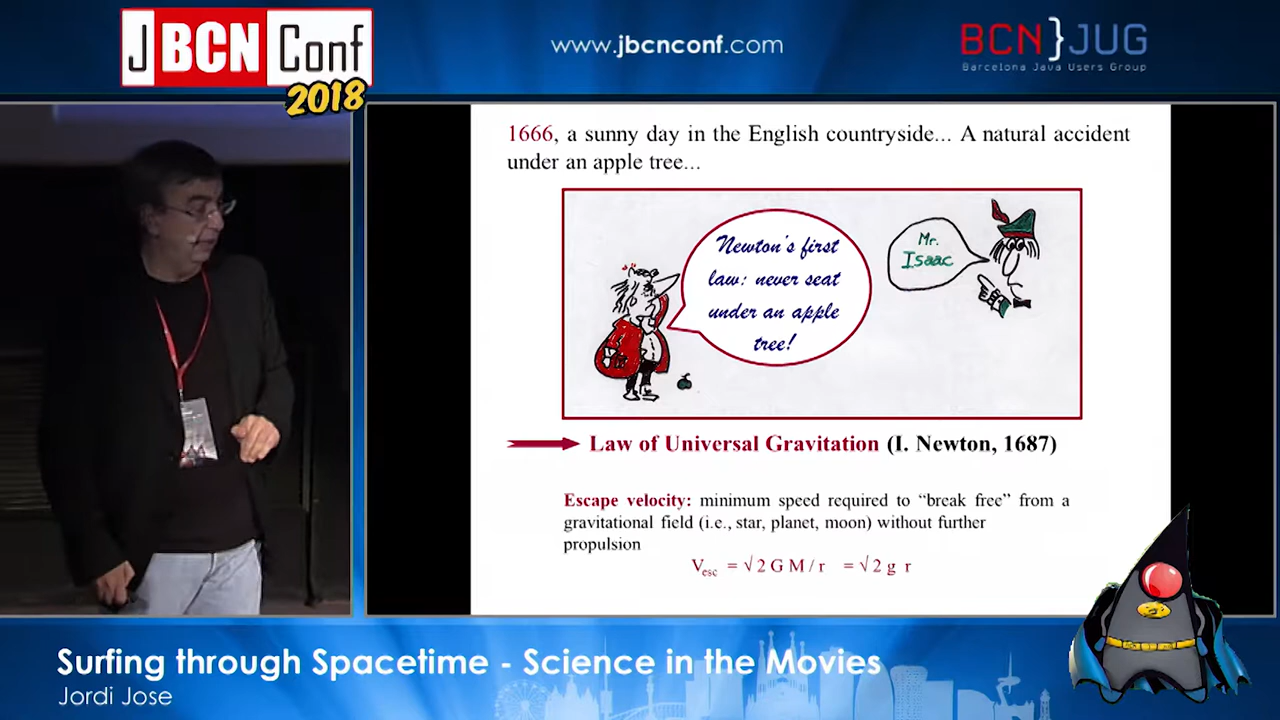 JBCNConf
2018
www.jbcnconf.com
BCN}JUG
Barcelona Java Users Group
1666, a sunny day in the English countryside... A natural accident
under an apple tree...
Newton's first
law: never seat
under an apple
tree!
Mr.
Isaac
Law of Universal Gravitation (I. Newton, 1687)
Escape velocity: minimum speed required to “break free” from a
gravitational field (i.e., star, planet, moon) without further
propulsion
Vesc = √2 G M / r = √2 g r
Surfing through Spacetime - Science in the Movies
Jordi Jose